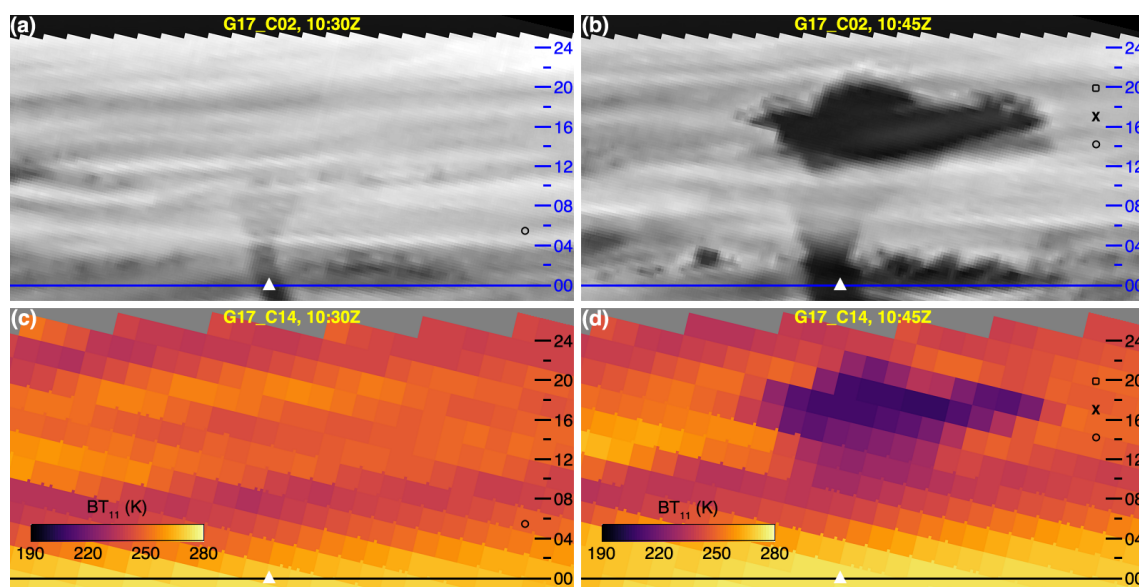 (a) G17_C02, 10:30Z
24
20
16
12
08
04
00
(b) G17_C02, 10:45Z
24
20
16
12
08
04
00
x
(c) G17_C14, 10:30Z
24
20
16
12
08
04
00
BT11 (K)
190 220 250 280
(d) G17_C14, 10:45Z
24
20
16
12
08
04
00
x
BT11 (K)
190 220 250 280